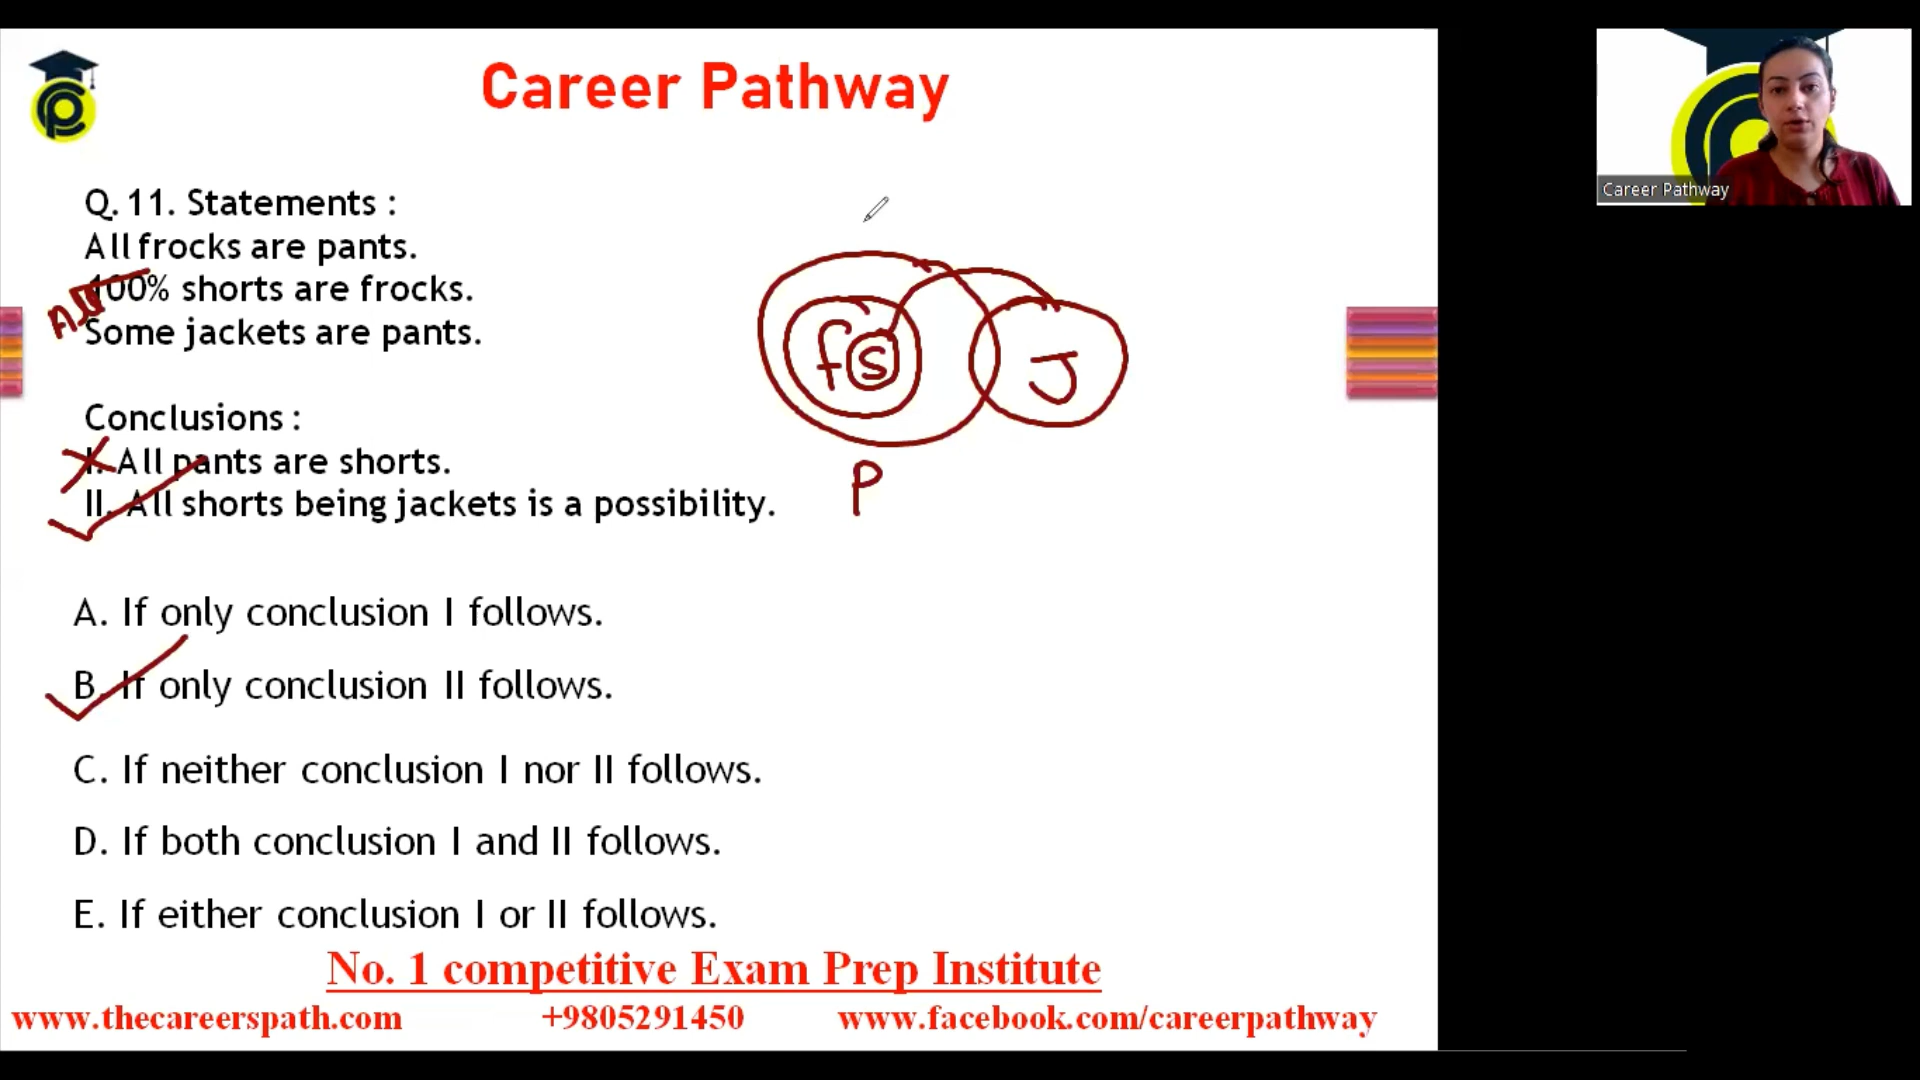 Career Pathway
Career Pathway
Q. 11. Statements :
All frocks are pants.
100% shorts are frocks.
All
Some jackets are pants.
f S J
P
Conclusions :
I. All pants are shorts.
II. All shorts being jackets is a possibility.
A. If only conclusion I follows.
B. If only conclusion II follows.
C. If neither conclusion I nor II follows.
D. If both conclusion I and II follows.
E. If either conclusion I or II follows.
No. 1 competitive Exam Prep Institute
www.thecareerspath.com +9805291450 www.facebook.com/careerpathway